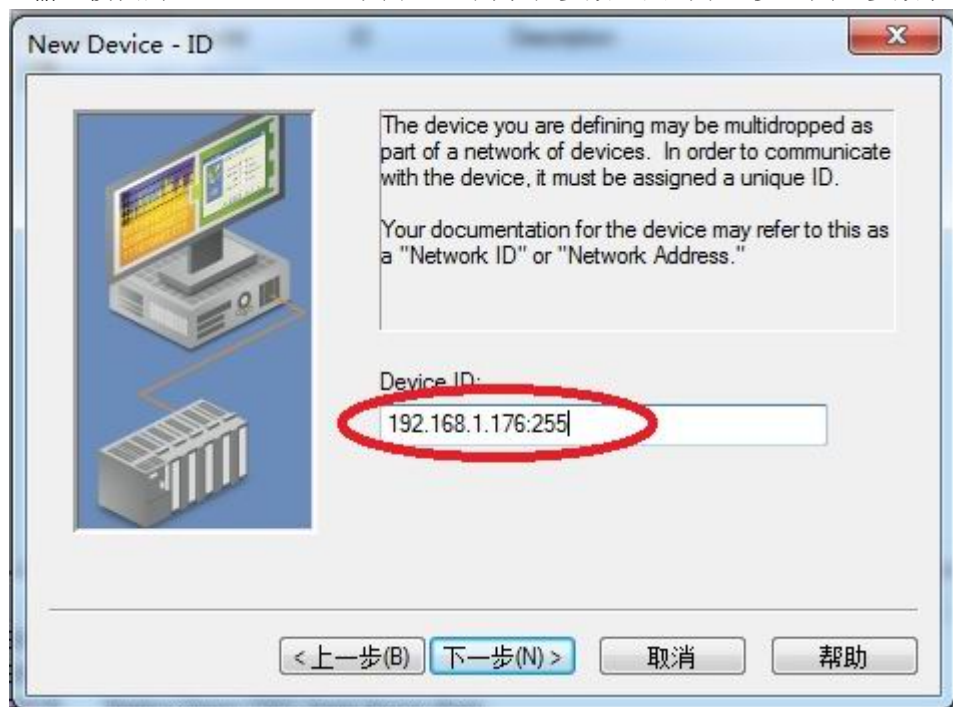 New Device - ID
The device you are defining may be multidropped as
part of a network of devices. In order to communicate
with the device, it must be assigned a unique ID.
Your documentation for the device may refer to this as
a "Network ID" or "Network Address."
Device ID:
192.168.1.176:255
<上一步(B) 下一步(N)> 取消 帮助